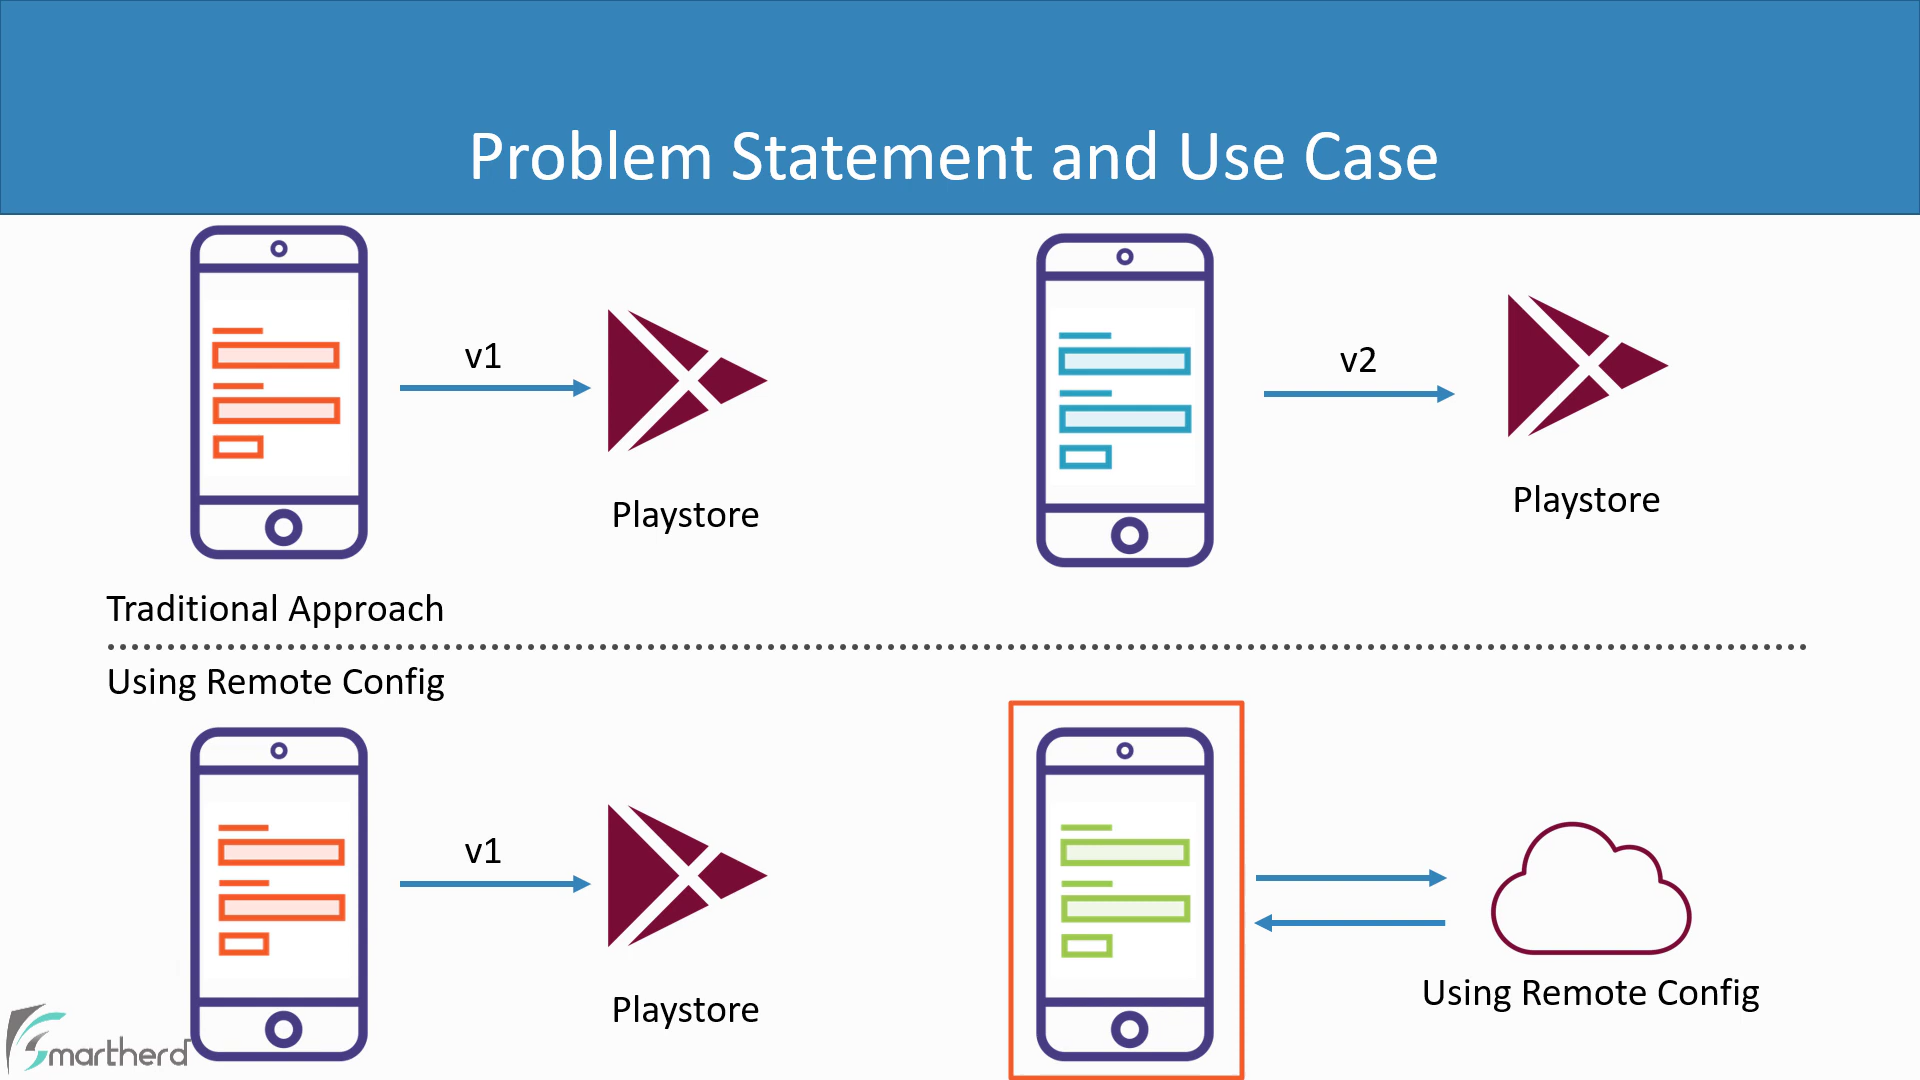 Problem Statement and Use Case
v1
Playstore
v2
Playstore
Traditional Approach
Using Remote Config
v1
Playstore
Using Remote Config
Smartherd